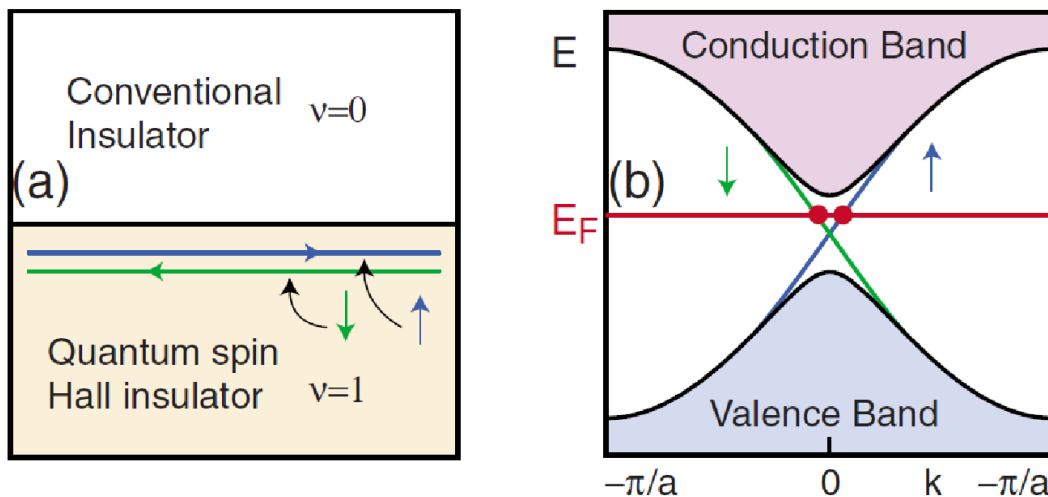 Conventional
Insulator
ν=0
(a)
Quantum spin
Hall insulator
ν=1
E
Conduction Band
(b)
E_F
Valence Band
−π/a
0
k
−π/a